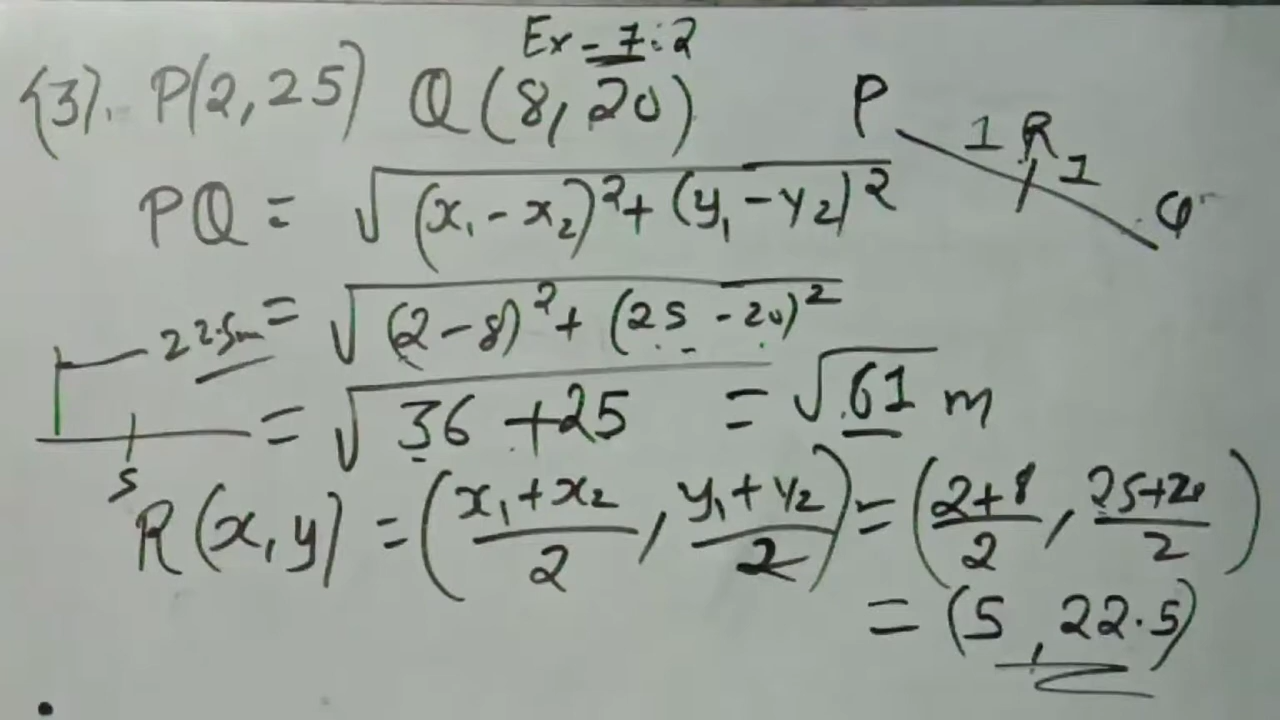 Ex - 7:2
(3). P(2,25) Q(8,20)
P 1 R 1 Q
PQ = √(x₁ - x₂)² + (y₁ - y₂)²
= √(2 - 8)² + (25 - 20)²
22.5m
= √36 + 25 = √61 m
5
R(x,y) = (x₁+x₂/2, y₁+y₂/2) = (2+8/2, 25+20/2)
= (5, 22.5)